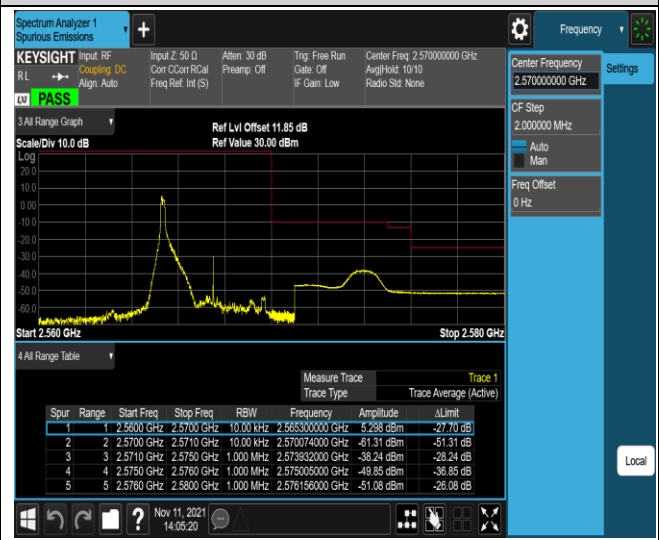 Spectrum Analyzer 1
Spurious Emissions
Frequency
KEYSIGHT Input: RF Input Z: 50 Ω Atten: 30 dB Trig: Free Run Center Freq: 2.570000000 GHz
RL Coupling: DC Corr CCorr RCal Preamp: Off Gate: Off Avg|Hold: 10/10
Align: Auto Freq Ref: Int (S) IF Gain: Low Radio Std: None
LXI PASS
3 All Range Graph
Ref Lvl Offset 11.85 dB
Scale/Div 10.0 dB Ref Value 30.00 dBm
Log
20.0
10.0
0.00
-10.0
-20.0
-30.0
-40.0
-50.0
-60.0
Start 2.560 GHz Stop 2.580 GHz
4 All Range Table
Measure Trace Trace 1
Trace Type Trace Average (Active)
Spur Range Start Freq Stop Freq RBW Frequency Amplitude ΔLimit
1 1 2.5600 GHz 2.5700 GHz 10.00 kHz 2.565300000 GHz 5.298 dBm -27.70 dB
2 2 2.5700 GHz 2.5710 GHz 10.00 kHz 2.570074000 GHz -61.31 dBm -51.31 dB
3 3 2.5710 GHz 2.5750 GHz 1.000 MHz 2.573932000 GHz -38.24 dBm -28.24 dB
4 4 2.5750 GHz 2.5760 GHz 1.000 MHz 2.575005000 GHz -49.85 dBm -36.85 dB
5 5 2.5760 GHz 2.5800 GHz 1.000 MHz 2.576156000 GHz -51.08 dBm -26.08 dB
Center Frequency
2.570000000 GHz
Settings
CF Step
2.000000 MHz
Auto
Man
Freq Offset
0 Hz
Local
? Nov 11, 2021
14:05:20